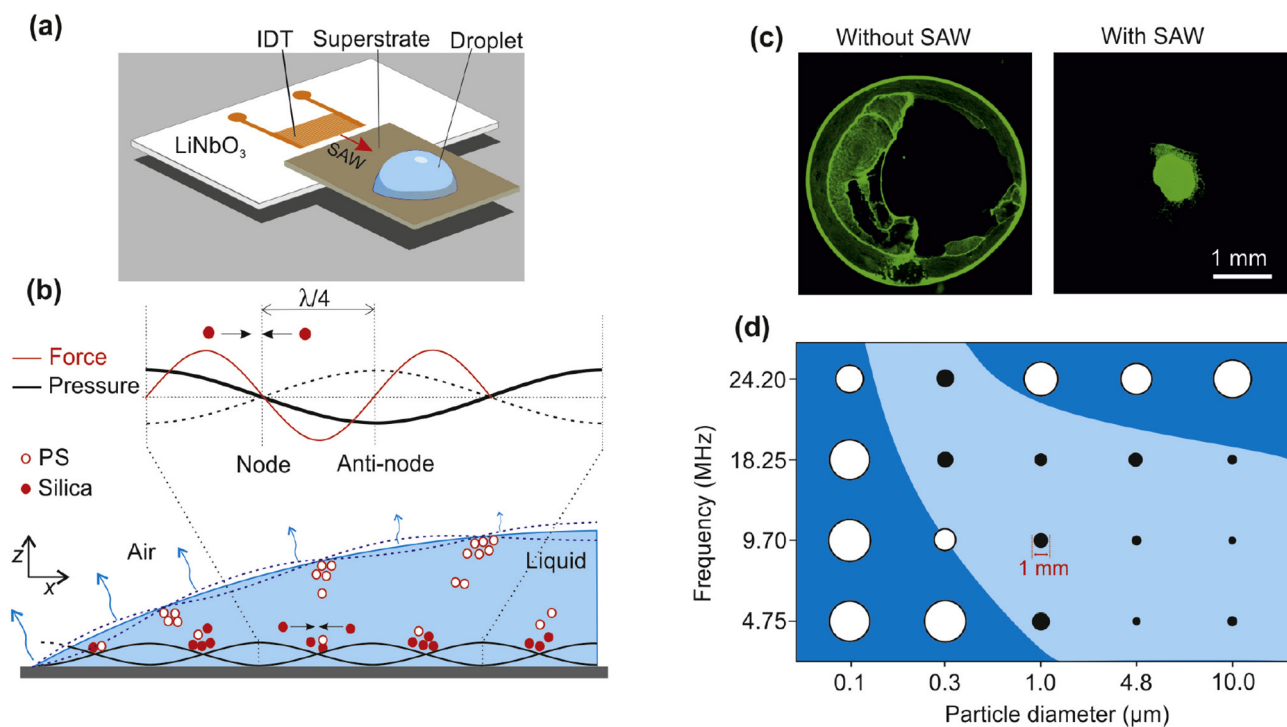 (a)
IDT
Superstrate
Droplet
LiNbO₃
SAW
(b)
λ/4
Force
Pressure
Node
Anti-node
PS
Silica
Air
Liquid
z
x
(c)
Without SAW
With SAW
1 mm
(d)
Frequency (MHz)
24.20
18.25
9.70
4.75
1 mm
0.1 0.3 1.0 4.8 10.0
Particle diameter (µm)